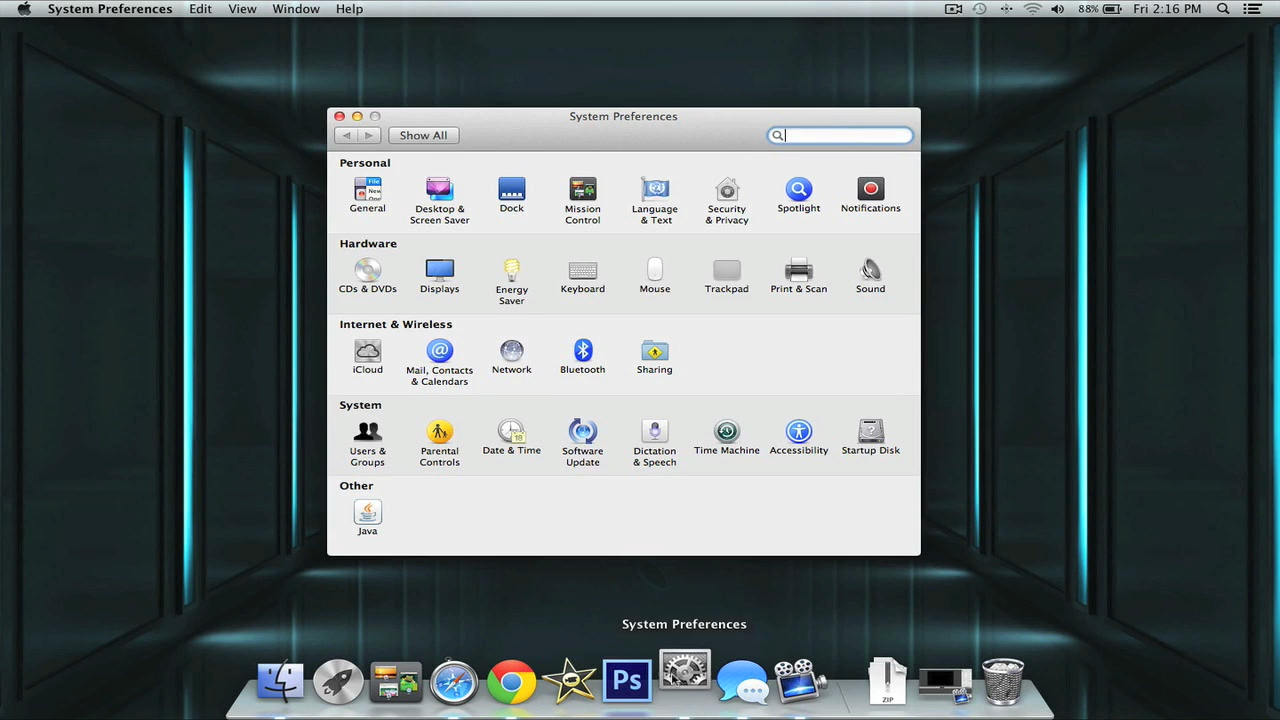 System Preferences Edit View Window Help 88% Fri 2:16 PM
System Preferences
Show All
Personal
General Desktop & Screen Saver Dock Mission Control Language & Text Security & Privacy Spotlight Notifications
Hardware
CDs & DVDs Displays Energy Saver Keyboard Mouse Trackpad Print & Scan Sound
Internet & Wireless
iCloud Mail, Contacts & Calendars Network Bluetooth Sharing
System
Users & Groups Parental Controls Date & Time Software Update Dictation & Speech Time Machine Accessibility Startup Disk
Other
Java
System Preferences
Ps
ZIP